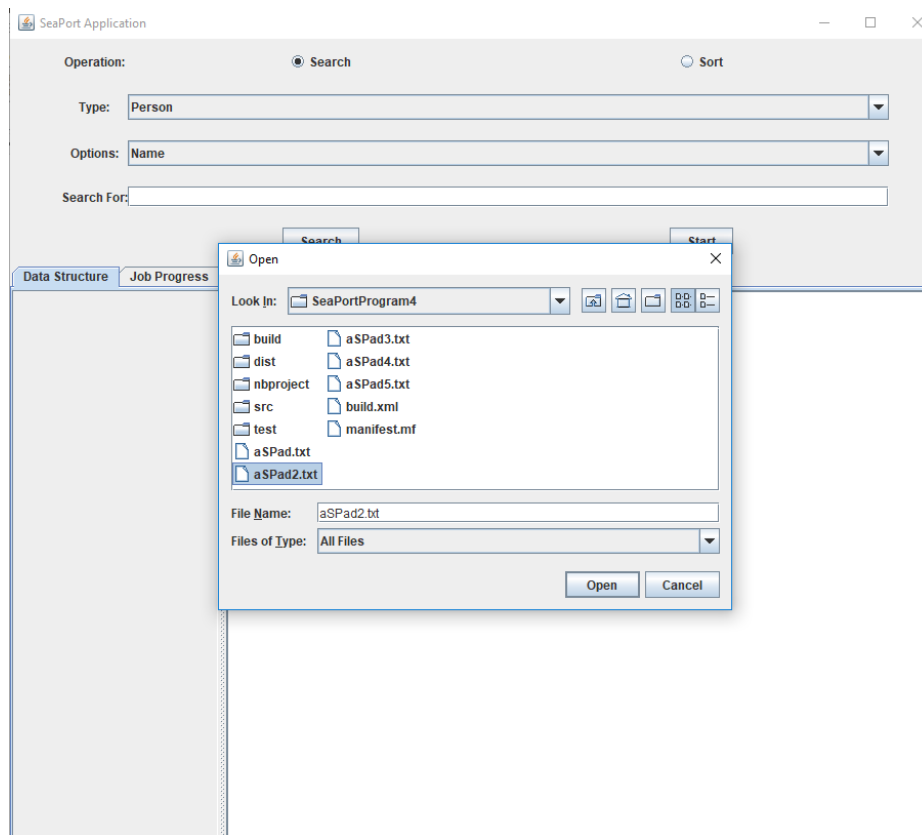 SeaPort Application
Operation: Search Sort
Type: Person
Options: Name
Search For:
Search Start
Data Structure Job Progress
Open
Look In: SeaPortProgram4
build aSPad3.txt
dist aSPad4.txt
nbproject aSPad5.txt
src build.xml
test manifest.mf
aSPad.txt
aSPad2.txt
File Name: aSPad2.txt
Files of Type: All Files
Open Cancel